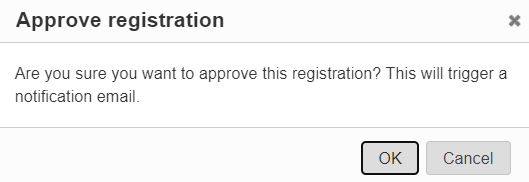 Approve registration
Are you sure you want to approve this registration? This will trigger a
notification email.
OK
Cancel